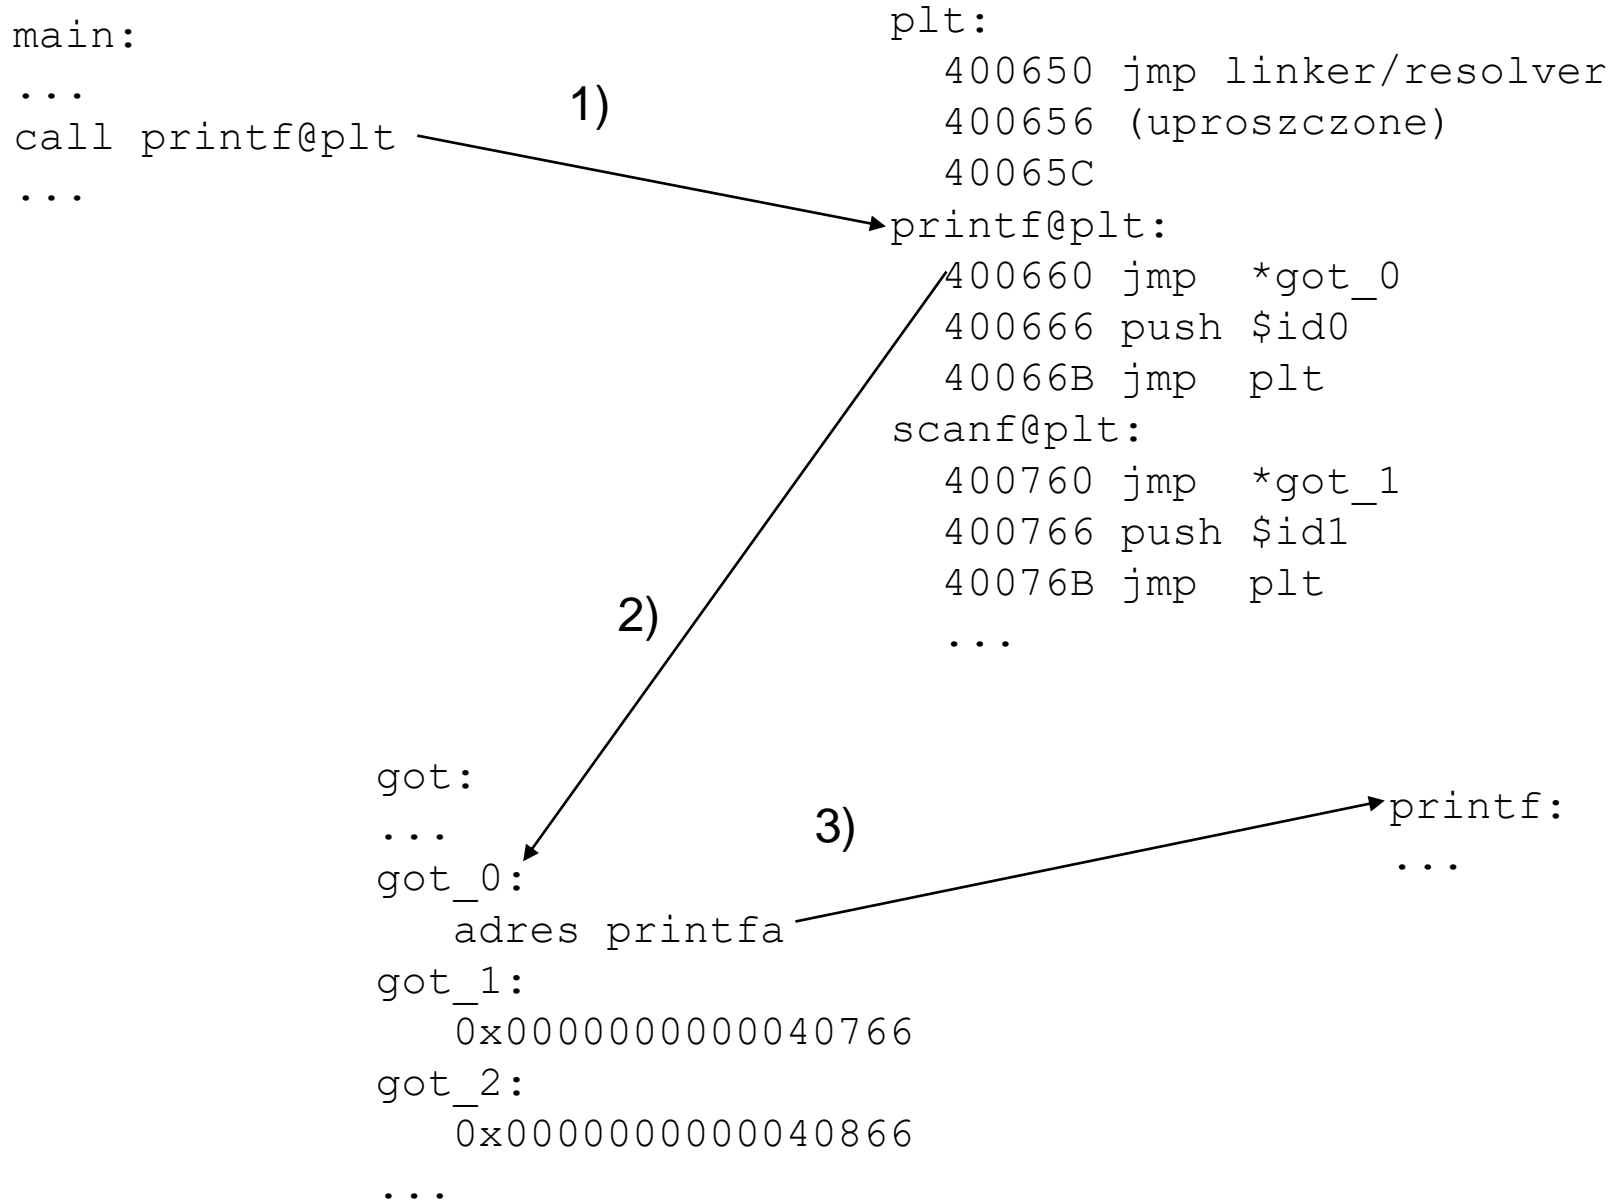 main:
...
call printf@plt
...
1)
plt:
400650 jmp linker/resolver
400656 (uproszczone)
40065C
printf@plt:
400660 jmp *got_0
400666 push $id0
40066B jmp plt
scanf@plt:
400760 jmp *got_1
400766 push $id1
40076B jmp plt
...
2)
got:
...
got_0:
adres printfa
got_1:
0x0000000000040766
got_2:
0x0000000000040866
...
3)
printf:
...